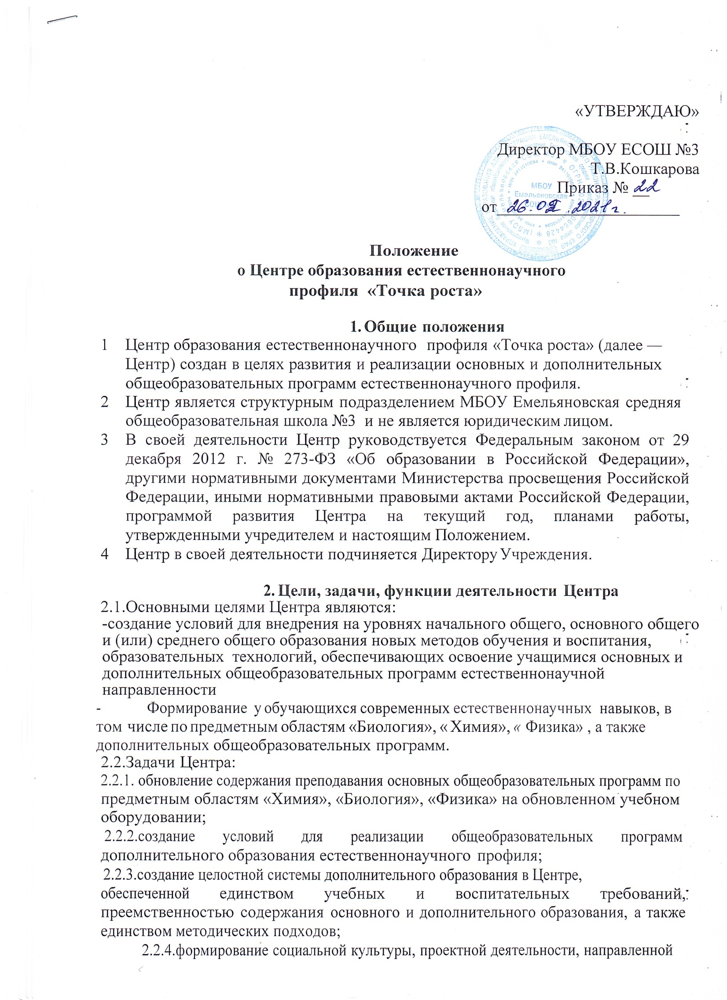 «УТВЕРЖДАЮ»
Директор МБОУ ЕСОШ №3
Т.В.Кошкарова
Приказ № 22
от 26.02.2021г.
МБОУ
Емельяновская
СОШ
Положение
о Центре образования естественнонаучного
профиля «Точка роста»
1. Общие положения
1 Центр образования естественнонаучного профиля «Точка роста» (далее —
Центр) создан в целях развития и реализации основных и дополнительных
общеобразовательных программ естественнонаучного профиля.
2 Центр является структурным подразделением МБОУ Емельяновская средняя
общеобразовательная школа №3 и не является юридическим лицом.
3 В своей деятельности Центр руководствуется Федеральным законом от 29
декабря 2012 г. № 273-ФЗ «Об образовании в Российской Федерации»,
другими нормативными документами Министерства просвещения Российской
Федерации, иными нормативными правовыми актами Российской Федерации,
программой развития Центра на текущий год, планами работы,
утвержденными учредителем и настоящим Положением.
4 Центр в своей деятельности подчиняется Директору Учреждения.
2. Цели, задачи, функции деятельности Центра
2.1.Основными целями Центра являются:
-создание условий для внедрения на уровнях начального общего, основного общего
и (или) среднего общего образования новых методов обучения и воспитания,
образовательных технологий, обеспечивающих освоение учащимися основных и
дополнительных общеобразовательных программ естественнонаучной
направленности
- Формирование у обучающихся современных естественнонаучных навыков, в
том числе по предметным областям «Биология», « Химия», « Физика» , а также
дополнительных общеобразовательных программ.
2.2.Задачи Центра:
2.2.1. обновление содержания преподавания основных общеобразовательных программ по
предметным областям «Химия», «Биология», «Физика» на обновленном учебном
оборудовании;
2.2.2.создание условий для реализации общеобразовательных программ
дополнительного образования естественнонаучного профиля;
2.2.3.создание целостной системы дополнительного образования в Центре,
обеспеченной единством учебных и воспитательных требований,
преемственностью содержания основного и дополнительного образования, а также
единством методических подходов;
2.2.4.формирование социальной культуры, проектной деятельности, направленной